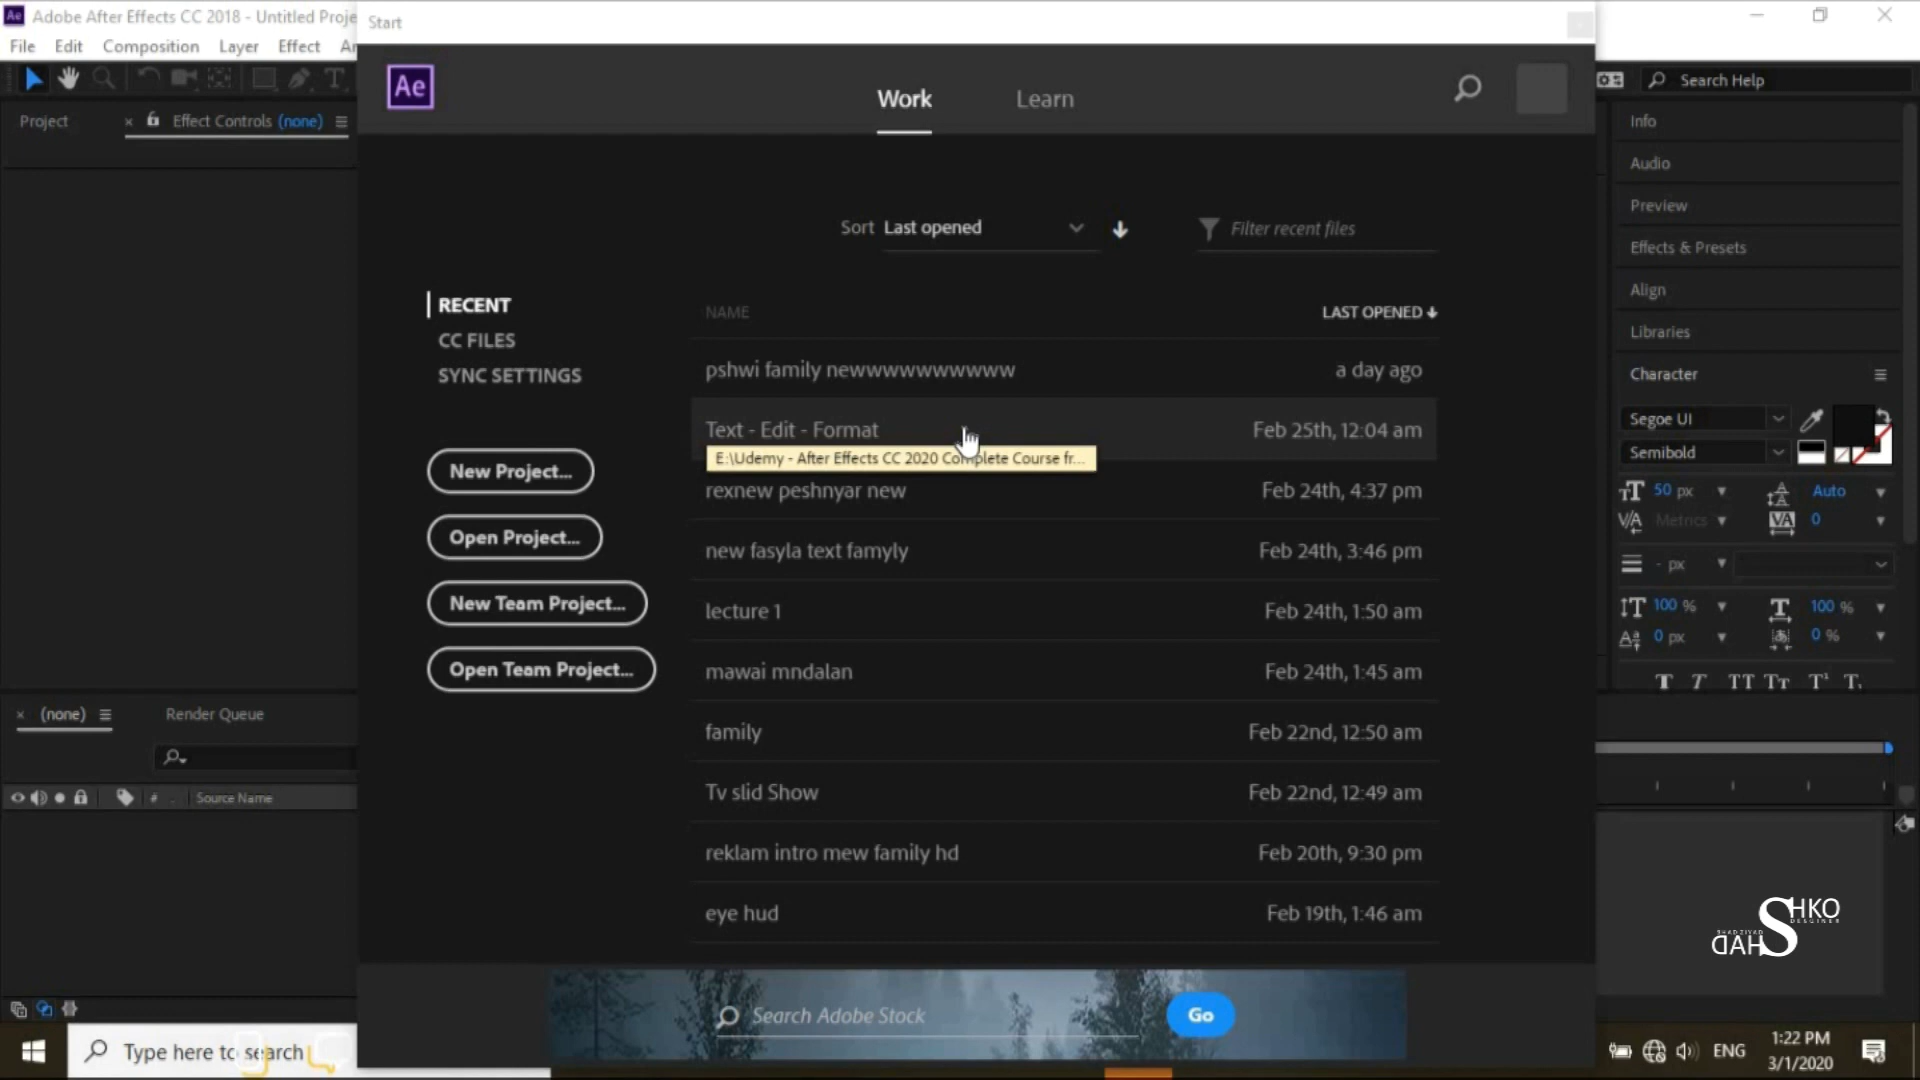 Adobe After Effects CC 2018 - Untitled Proje
Start
File Edit Composition Layer Effect
Ae Work Learn
Search Help
Project Effect Controls (none)
Info
Audio
Preview
Effects & Presets
Align
Libraries
Character
Segoe UI
Semibold
50 px Auto
Metrics 0
- px
100 % 100 %
0 px 0 %
Sort Last opened Filter recent files
RECENT
CC FILES
SYNC SETTINGS
New Project...
Open Project...
New Team Project...
Open Team Project...
NAME LAST OPENED
pshwi family newwwwwwwwww a day ago
Text - Edit - Format Feb 25th, 12:04 am
E:\Udemy - After Effects CC 2020 Complete Course fr...
rexnew peshnyar new Feb 24th, 4:37 pm
new fasyla text famyly Feb 24th, 3:46 pm
lecture 1 Feb 24th, 1:50 am
mawai mndalan Feb 24th, 1:45 am
family Feb 22nd, 12:50 am
Tv slid Show Feb 22nd, 12:49 am
reklam intro mew family hd Feb 20th, 9:30 pm
eye hud Feb 19th, 1:46 am
(none) Render Queue
# Source Name
SHKO
Search Adobe Stock Go
Type here to search
ENG
1:22 PM
3/1/2020